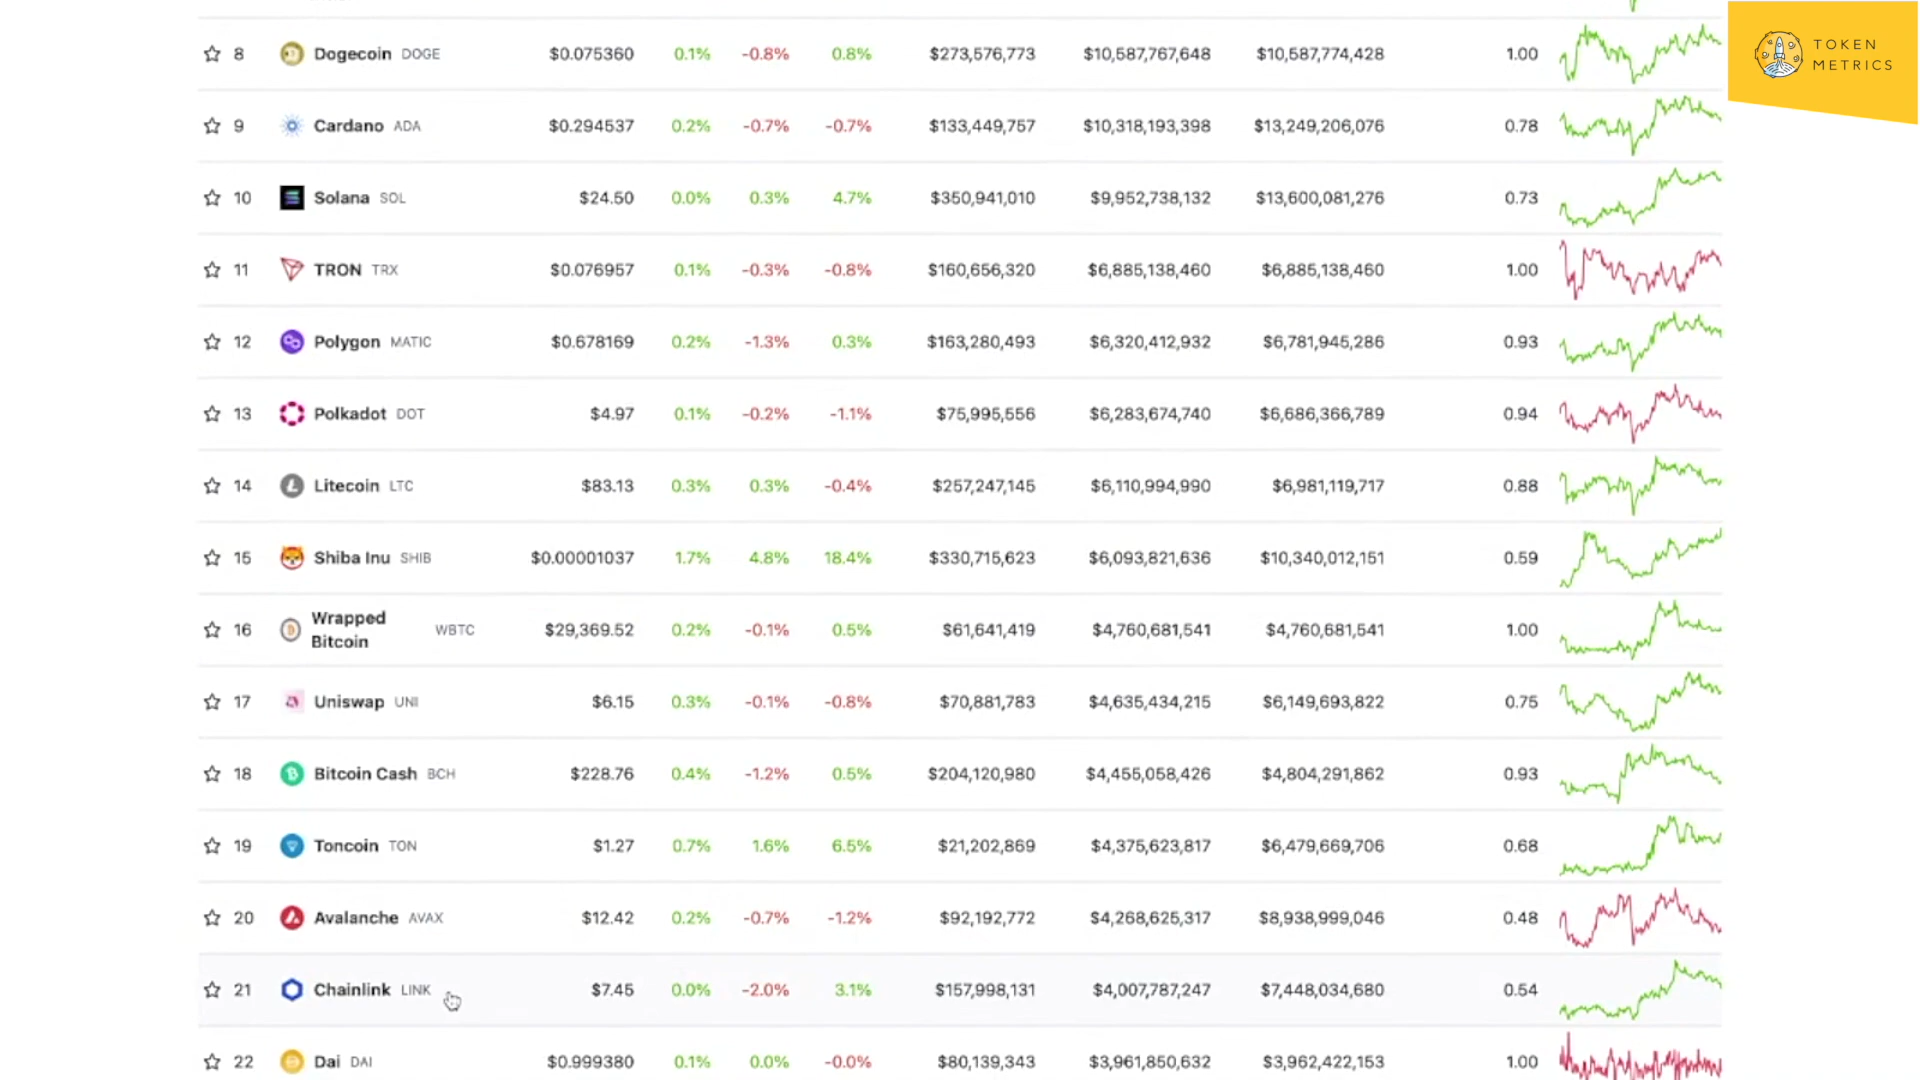 TOKEN
METRICS
8 Dogecoin DOGE $0.075360 0.1% -0.8% 0.8% $273,576,773 $10,587,767,648 $10,587,774,428 1.00
9 Cardano ADA $0.294537 0.2% -0.7% -0.7% $133,449,757 $10,318,193,398 $13,249,206,076 0.78
10 Solana SOL $24.50 0.0% 0.3% 4.7% $350,941,010 $9,952,738,132 $13,600,081,276 0.73
11 TRON TRX $0.076957 0.1% -0.3% -0.8% $160,656,320 $6,885,138,460 $6,885,138,460 1.00
12 Polygon MATIC $0.678169 0.2% -1.3% 0.3% $163,280,493 $6,320,412,932 $6,781,945,286 0.93
13 Polkadot DOT $4.97 0.1% -0.2% -1.1% $75,995,556 $6,283,674,740 $6,686,366,789 0.94
14 Litecoin LTC $83.13 0.3% 0.3% -0.4% $257,247,145 $6,110,994,990 $6,981,119,717 0.88
15 Shiba Inu SHIB $0.00001037 1.7% 4.8% 18.4% $330,715,623 $6,093,821,636 $10,340,012,151 0.59
16 Wrapped
Bitcoin WBTC $29,369.52 0.2% -0.1% 0.5% $61,641,419 $4,760,681,541 $4,760,681,541 1.00
17 Uniswap UNI $6.15 0.3% -0.1% -0.8% $70,881,783 $4,635,434,215 $6,149,693,822 0.75
18 Bitcoin Cash BCH $228.76 0.4% -1.2% 0.5% $204,120,980 $4,455,058,426 $4,804,291,862 0.93
19 Toncoin TON $1.27 0.7% 1.6% 6.5% $21,202,869 $4,375,623,817 $6,479,669,706 0.68
20 Avalanche AVAX $12.42 0.2% -0.7% -1.2% $92,192,772 $4,268,625,317 $8,938,999,046 0.48
21 Chainlink LINK $7.45 0.0% -2.0% 3.1% $157,998,131 $4,007,787,247 $7,448,034,680 0.54
22 Dai DAI $0.999380 0.1% 0.0% -0.0% $80,139,343 $3,961,850,632 $3,962,422,153 1.00